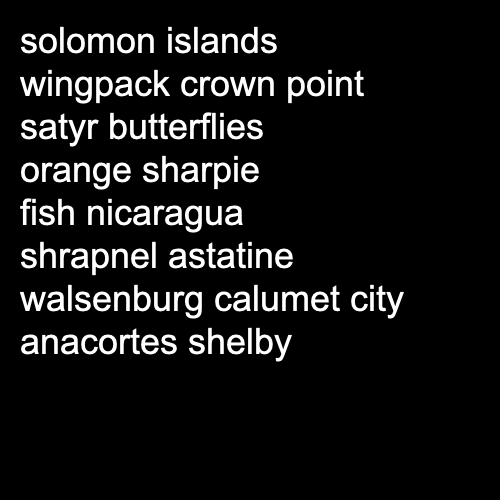 solomon islands
wingpack crown point
satyr butterflies
orange sharpie
fish nicaragua
shrapnel astatine
walsenburg calumet city
anacortes shelby